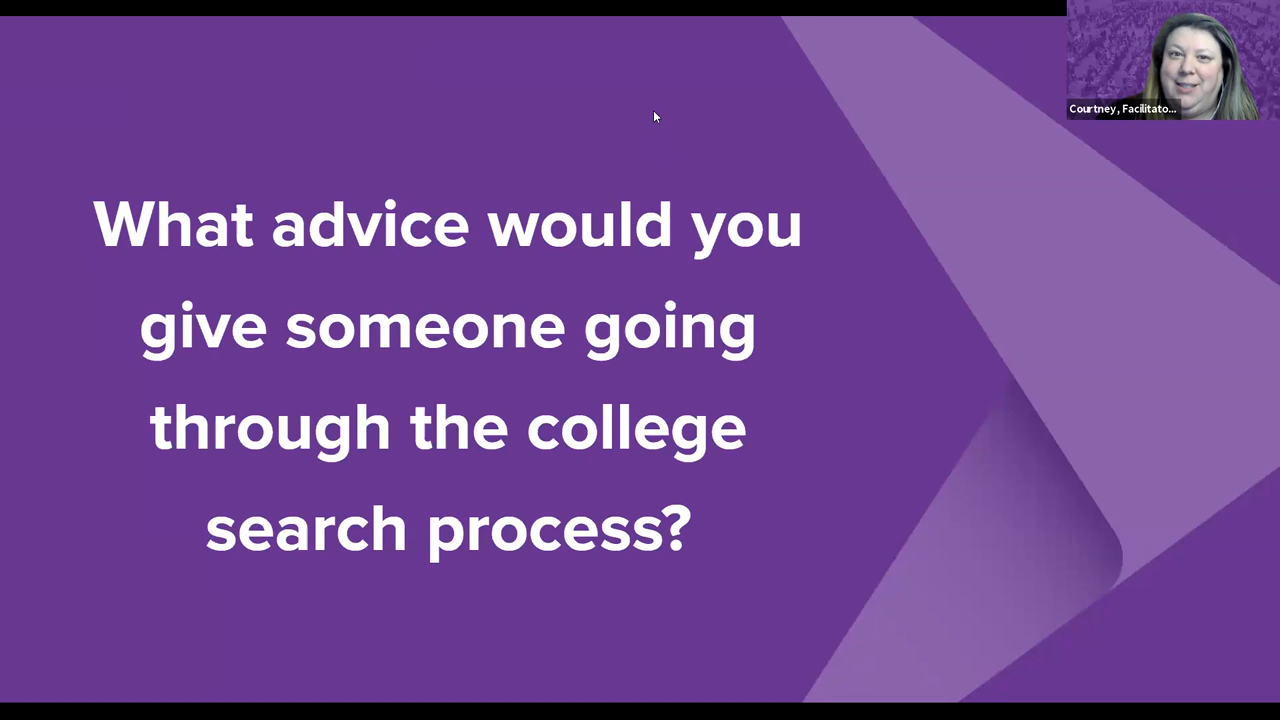 Courtney, Facilitato...
What advice would you
give someone going
through the college
search process?